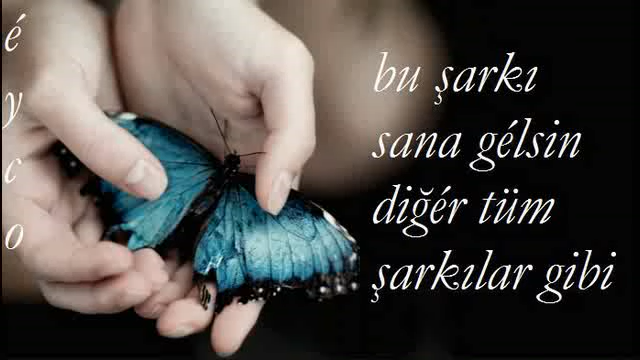 éyco
bu şarkı
sana gélsin
diğér tüm
şarkılar gibi